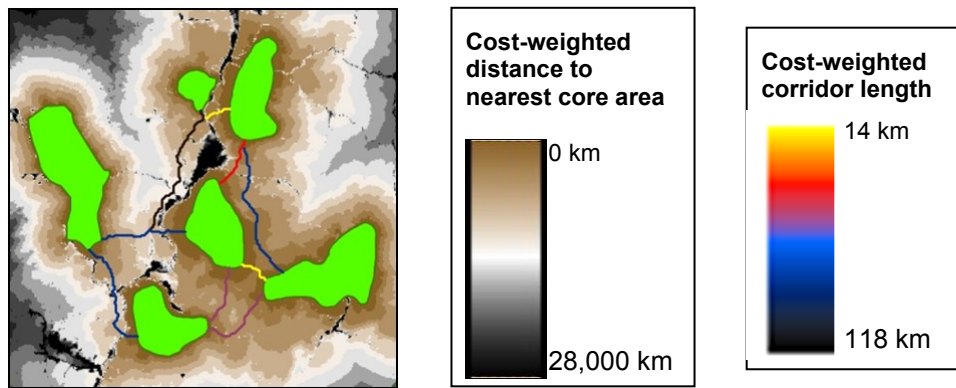 Cost-weighted
distance to
nearest core area
0 km
28,000 km
Cost-weighted
corridor length
14 km
118 km